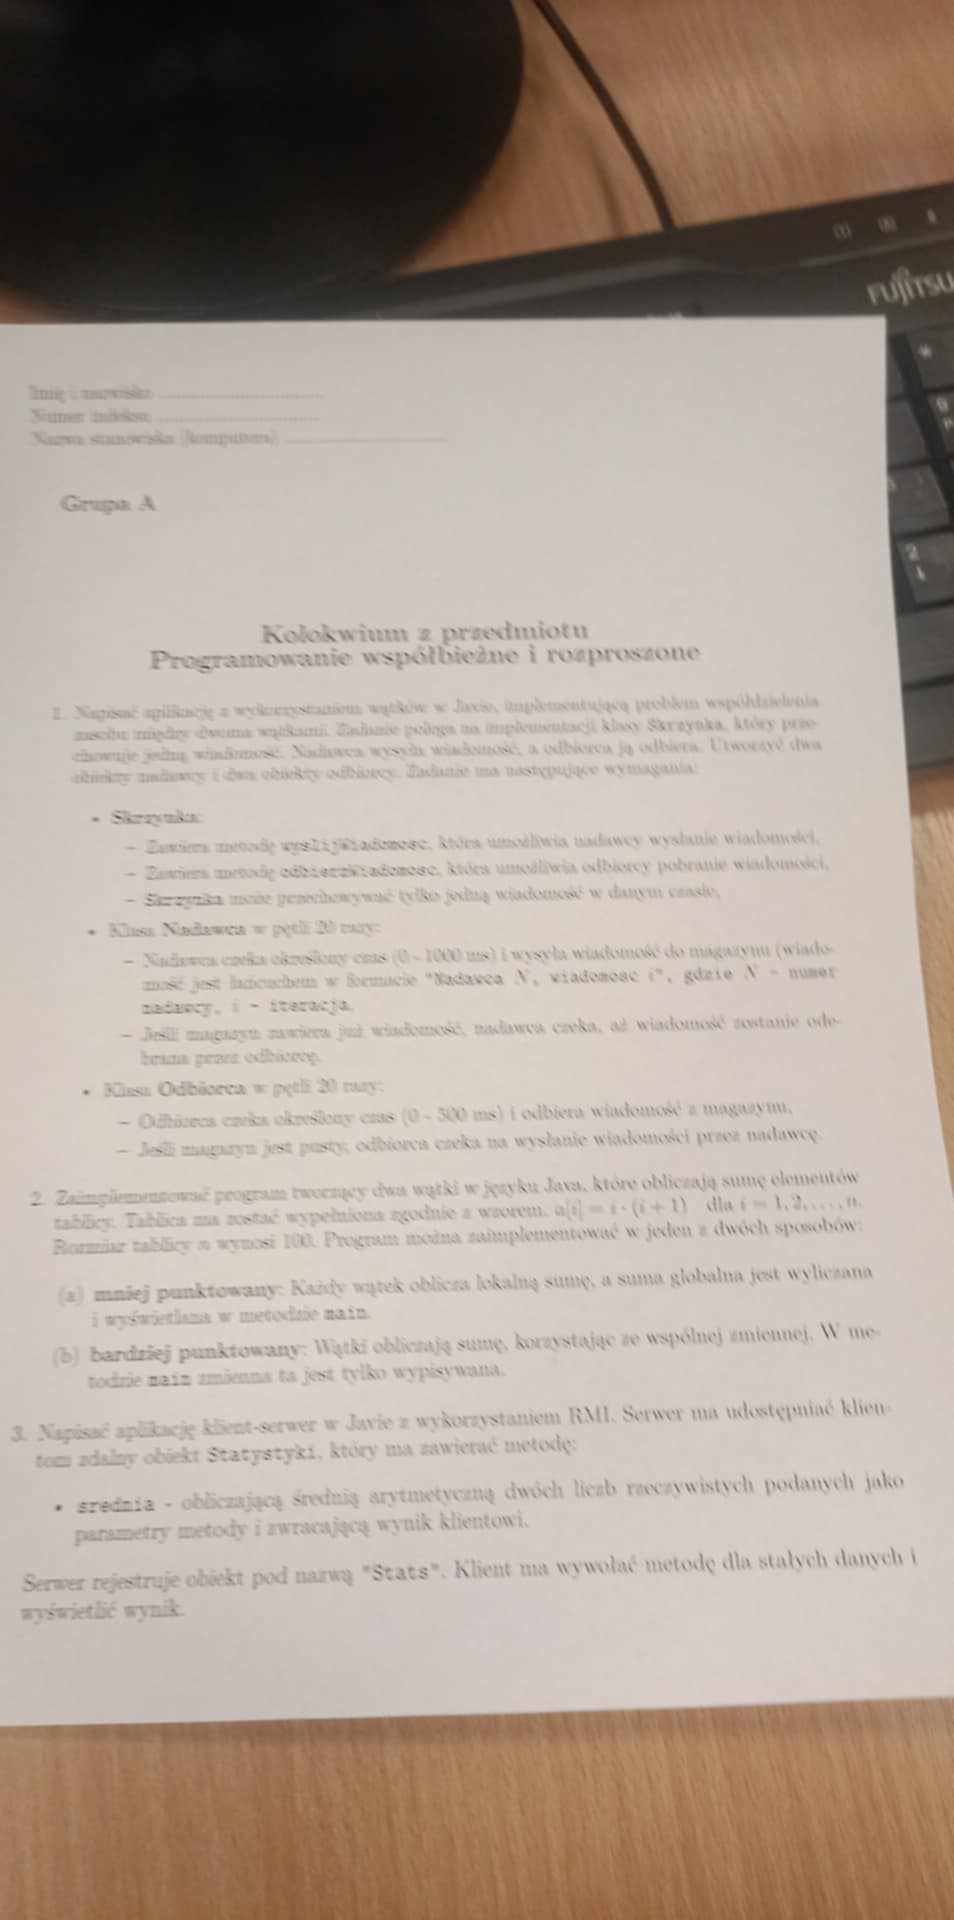 FUJITSU
Imię i nazwisko
Numer indeksu
Nazwa stanowiska (komputera)
Grupa A
Kolokwium z przedmiotu
Programowanie współbieżne i rozproszone
1. Napisać aplikację z wykorzystaniem wątków w Javie, implementującą problem współdzielenia
zasobu między dwoma wątkami. Zadanie polega na implementacji klasy Skrzynka, który prze-
chowuje jedną wiadomość. Nadawca wysyła wiadomość, a odbiorca ją odbiera. Utworzyć dwa
obiekty nadawcy i dwa obiekty odbiorcy. Zadanie ma następujące wymagania:
• Skrzynka:
– Zawiera metodę wyslijWiadomosc, która umożliwia nadawcy wysłanie wiadomości,
– Zawiera metodę odbierzWiadomosc, która umożliwia odbiorcy pobranie wiadomości,
– Skrzynka może przechowywać tylko jedną wiadomość w danym czasie,
• Klasa Nadawca w pętli 20 razy:
– Nadawca czeka określony czas (0 - 1000 ms) i wysyła wiadomość do magazynu (wiado-
mość jest łańcuchem w formacie "Nadawca N, wiadomosc i", gdzie N - numer
nadawcy, i - iteracja,
– Jeśli magazyn zawiera już wiadomość, nadawca czeka, aż wiadomość zostanie ode-
brana przez odbiorcę.
• Klasa Odbiorca w pętli 20 razy:
– Odbiorca czeka określony czas (0 - 500 ms) i odbiera wiadomość z magazynu,
– Jeśli magazyn jest pusty, odbiorca czeka na wysłanie wiadomości przez nadawcę.
2. Zaimplementować program tworzący dwa wątki w języku Java, które obliczają sumę elementów
tablicy. Tablica ma zostać wypełniona zgodnie z wzorem. a[i] = i · (i + 1) dla i = 1, 2, . . . , n.
Rozmiar tablicy n wynosi 100. Program można zaimplementować w jeden z dwóch sposobów:
(a) mniej punktowany: Każdy wątek oblicza lokalną sumę, a suma globalna jest wyliczana
i wyświetlana w metodzie main.
(b) bardziej punktowany: Wątki obliczają sumę, korzystając ze wspólnej zmiennej. W me-
todzie main zmienna ta jest tylko wypisywana.
3. Napisać aplikację klient-serwer w Javie z wykorzystaniem RMI. Serwer ma udostępniać klien-
tom zdalny obiekt Statystyki, który ma zawierać metodę:
• srednia - obliczającą średnią arytmetyczną dwóch liczb rzeczywistych podanych jako
parametry metody i zwracającą wynik klientowi.
Serwer rejestruje obiekt pod nazwą "Stats". Klient ma wywołać metodę dla stałych danych i
wyświetlić wynik.